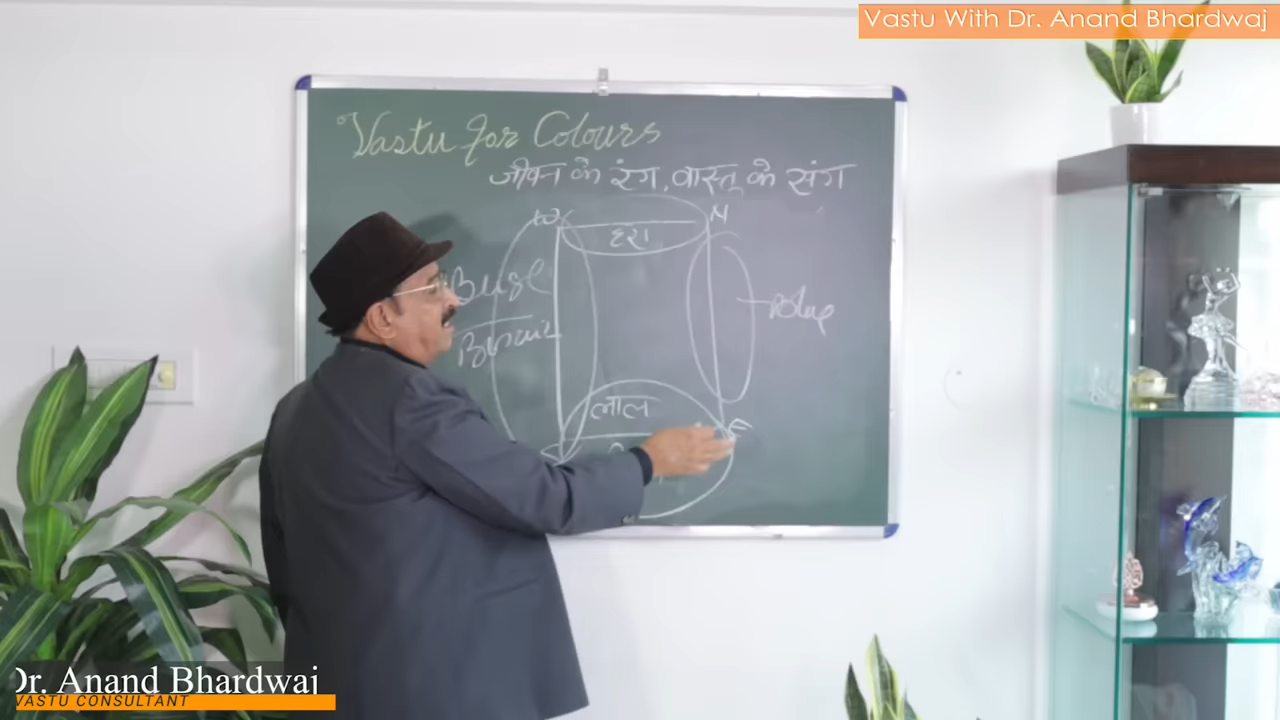 Vastu With Dr. Anand Bhardwaj
Vastu for Colours
जीवन के रंग, वास्तु के संग
W N
हरा
Blue
लाल
E
Dr. Anand Bhardwaj
VASTU CONSULTANT